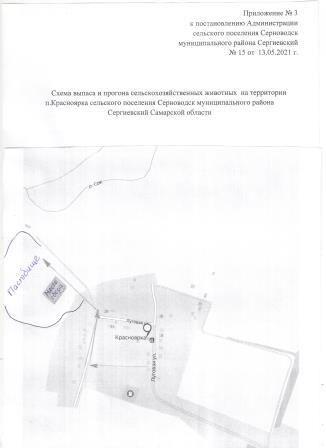 Приложение № 3
к постановлению Администрации
сельского поселения Серноводск
муниципального района Сергиевский
№ 15 от 13.05.2021 г.
Схема выпаса и прогона сельскохозяйственных животных на территории
п.Красноярка сельского поселения Серноводск муниципального района
Сергиевский Самарской области
р. Сок
Пастбище
Луговая ул.
Красноярка
Луговая ул.